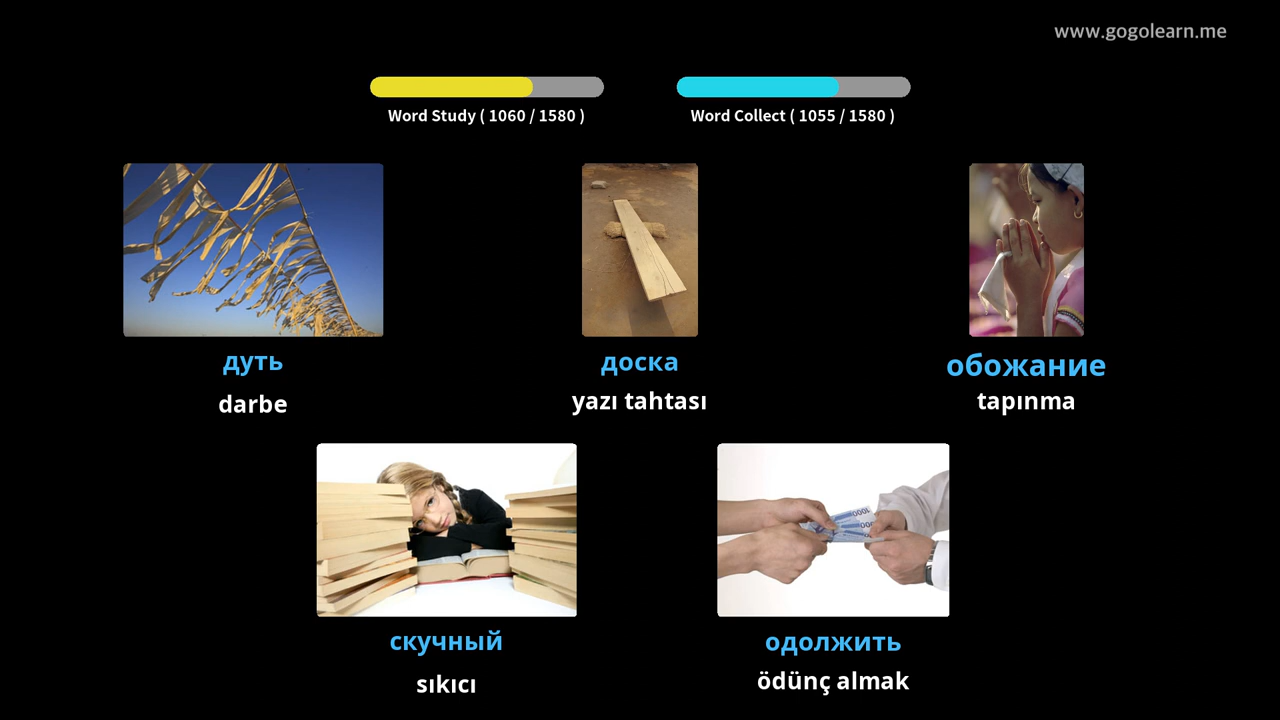 www.gogolearn.me
Word Study ( 1060 / 1580 )
Word Collect ( 1055 / 1580 )
дуть
darbe
доска
yazı tahtası
обожание
tapınma
скучный
sıkıcı
одолжить
ödünç almak